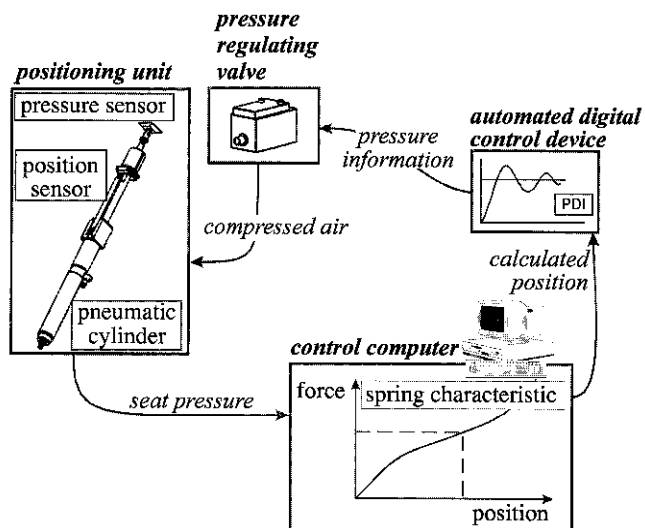 pressure
regulating
valve
positioning unit
pressure sensor
position
sensor
pneumatic
cylinder
pressure
information
automated digital
control device
PDI
compressed air
calculated
position
control computer
seat pressure
force
spring characteristic
position